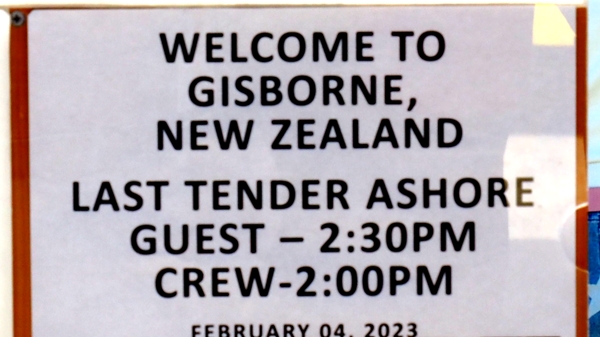 WELCOME TO
GISBORNE,
NEW ZEALAND
LAST TENDER ASHORE
GUEST – 2:30PM
CREW-2:00PM
FEBRUARY 04, 2023